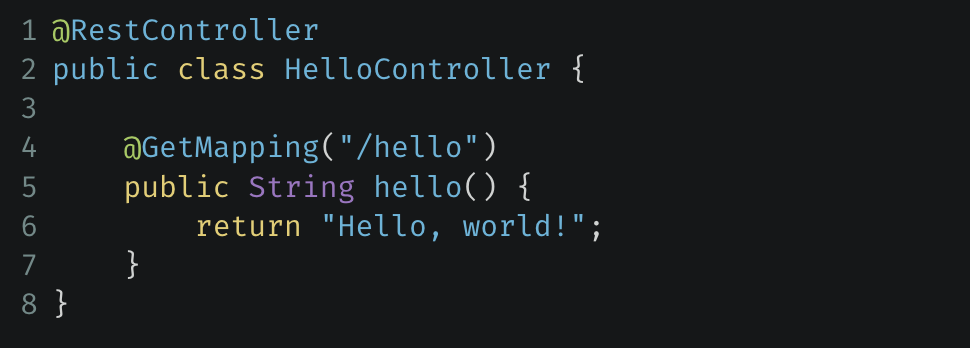 1 @RestController
2 public class HelloController {
3
4     @GetMapping("/hello")
5     public String hello() {
6         return "Hello, world!";
7     }
8 }